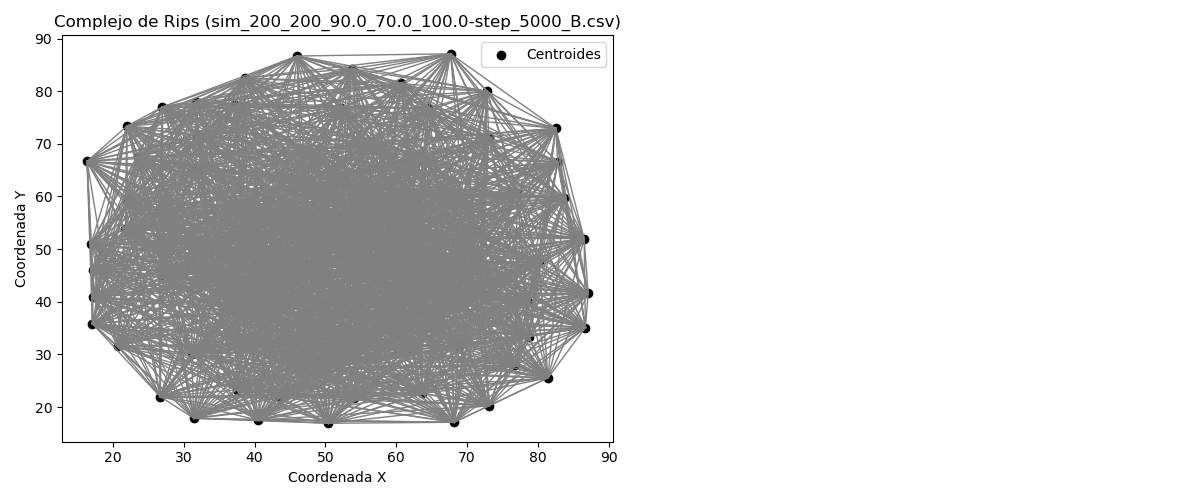 Complejo de Rips (sim_200_200_90.0_70.0_100.0-step_5000_B.csv)
Centroides
Coordenada Y
90
80
70
60
50
40
30
20
20 30 40 50 60 70 80 90
Coordenada X